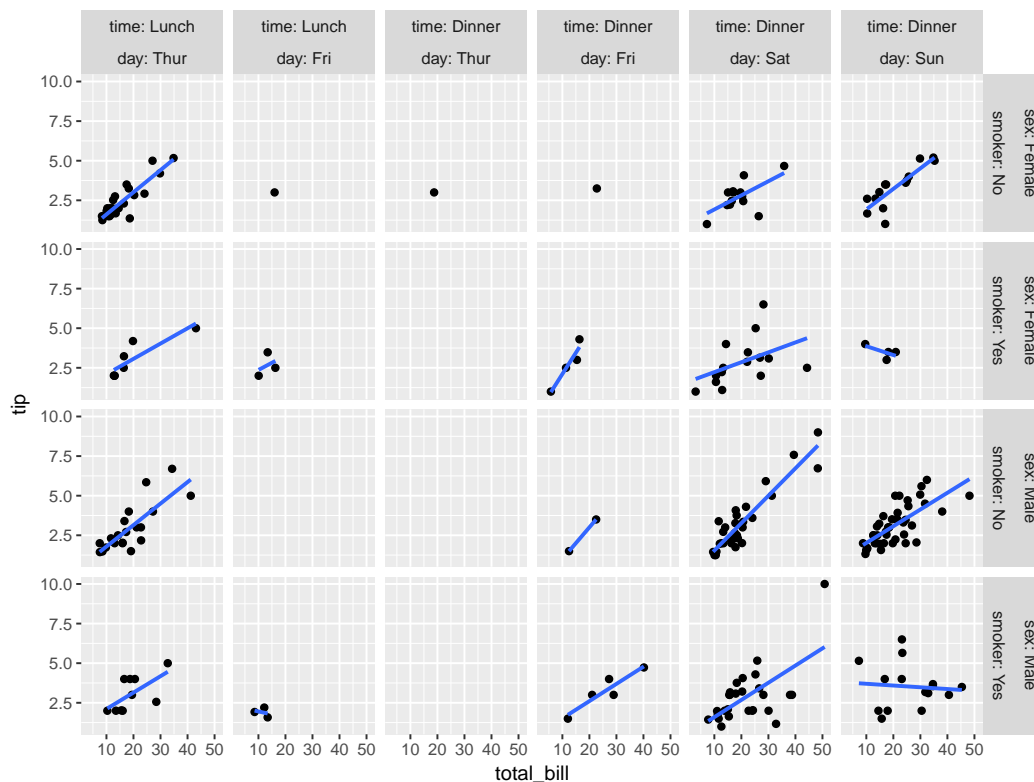 time: Lunch time: Lunch time: Dinner time: Dinner time: Dinner time: Dinner
day: Thur day: Fri day: Thur day: Fri day: Sat day: Sun
10.0
7.5
5.0
2.5
sex: Female
smoker: No
10.0
7.5
5.0
2.5
sex: Female
smoker: Yes
tip
10.0
7.5
5.0
2.5
sex: Male
smoker: No
10.0
7.5
5.0
2.5
sex: Male
smoker: Yes
10 20 30 40 50 10 20 30 40 50 10 20 30 40 50 10 20 30 40 50 10 20 30 40 50 10 20 30 40 50
total_bill